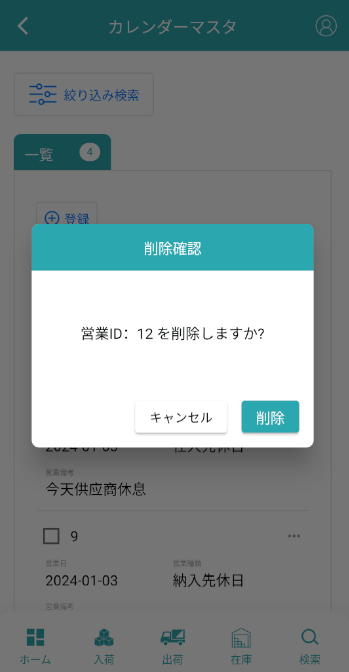 カレンダーマスタ
絞り込み検索
一覧 4
登録
削除確認
営業ID：12 を削除しますか?
キャンセル 削除
2024-01-03 仕入先休日
営業備考
今天供应商休息
9
営業日 営業種類
2024-01-03 納入先休日
営業備考
ホーム 入荷 出荷 在庫 検索